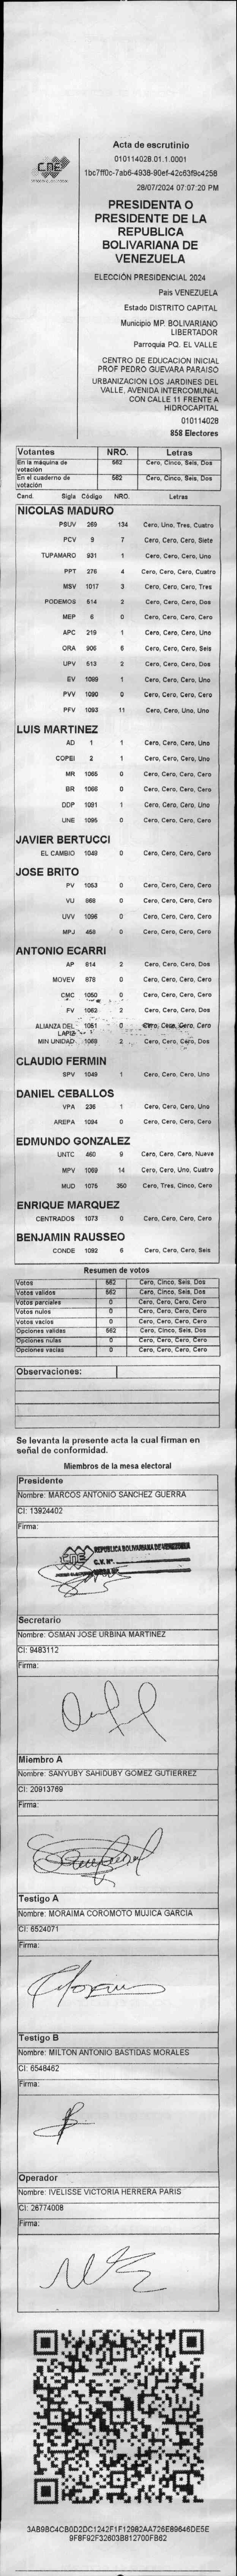 CNE
Acta de escrutinio
010114028.01.1.0001
1bc7ff0c-7ab6-4938-90ef-42c63f9c4258
28/07/2024 07:07:20 PM
PRESIDENTA O
PRESIDENTE DE LA
REPUBLICA
BOLIVARIANA DE
VENEZUELA
ELECCIÓN PRESIDENCIAL 2024
País VENEZUELA
Estado DISTRITO CAPITAL
Municipio MP. BOLIVARIANO
LIBERTADOR
Parroquia PQ. EL VALLE
CENTRO DE EDUCACION INICIAL
PROF PEDRO GUEVARA PARAISO
URBANIZACION LOS JARDINES DEL
VALLE, AVENIDA INTERCOMUNAL
CON CALLE 11 FRENTE A
HIDROCAPITAL
010114028
858 Electores
Votantes NRO. Letras
En la máquina de votación 562 Cero, Cinco, Seis, Dos
En el cuaderno de votación 562 Cero, Cinco, Seis, Dos
Cand. Sigla Código NRO. Letras
NICOLAS MADURO
PSUV 269 134 Cero, Uno, Tres, Cuatro
PCV 9 7 Cero, Cero, Cero, Siete
TUPAMARO 931 1 Cero, Cero, Cero, Uno
PPT 276 4 Cero, Cero, Cero, Cuatro
MSV 1017 3 Cero, Cero, Cero, Tres
PODEMOS 514 2 Cero, Cero, Cero, Dos
MEP 6 0 Cero, Cero, Cero, Cero
APC 219 1 Cero, Cero, Cero, Uno
ORA 906 6 Cero, Cero, Cero, Seis
UPV 513 2 Cero, Cero, Cero, Dos
EV 1089 1 Cero, Cero, Cero, Uno
PVV 1090 0 Cero, Cero, Cero, Cero
PFV 1093 11 Cero, Cero, Uno, Uno
LUIS MARTINEZ
AD 1 1 Cero, Cero, Cero, Uno
COPEI 2 1 Cero, Cero, Cero, Uno
MR 1065 0 Cero, Cero, Cero, Cero
BR 1066 0 Cero, Cero, Cero, Cero
DDP 1091 1 Cero, Cero, Cero, Uno
UNE 1095 0 Cero, Cero, Cero, Cero
JAVIER BERTUCCI
EL CAMBIO 1048 0 Cero, Cero, Cero, Cero
JOSE BRITO
PV 1053 0 Cero, Cero, Cero, Cero
VU 868 0 Cero, Cero, Cero, Cero
UVV 1096 0 Cero, Cero, Cero, Cero
MPJ 458 0 Cero, Cero, Cero, Cero
ANTONIO ECARRI
AP 814 2 Cero, Cero, Cero, Dos
MOVEV 878 0 Cero, Cero, Cero, Cero
CMC 1050 0 Cero, Cero, Cero, Cero
FV 1062 2 Cero, Cero, Cero, Dos
ALIANZA DEL LAPIZ 1051 0 Cero, Cero, Cero, Cero
MIN UNIDAD 1068 2 Cero, Cero, Cero, Dos
CLAUDIO FERMIN
SPV 1049 1 Cero, Cero, Cero, Uno
DANIEL CEBALLOS
VPA 236 1 Cero, Cero, Cero, Uno
AREPA 1094 0 Cero, Cero, Cero, Cero
EDMUNDO GONZALEZ
UNTC 460 9 Cero, Cero, Cero, Nueve
MPV 1069 14 Cero, Cero, Uno, Cuatro
MUD 1075 350 Cero, Tres, Cinco, Cero
ENRIQUE MARQUEZ
CENTRADOS 1073 0 Cero, Cero, Cero, Cero
BENJAMIN RAUSSEO
CONDE 1092 6 Cero, Cero, Cero, Seis
Resumen de votos
Votos 562 Cero, Cinco, Seis, Dos
Votos validos 562 Cero, Cinco, Seis, Dos
Votos parciales 0 Cero, Cero, Cero, Cero
Votos nulos 0 Cero, Cero, Cero, Cero
Votos vacíos 0 Cero, Cero, Cero, Cero
Opciones validas 562 Cero, Cinco, Seis, Dos
Opciones nulas 0 Cero, Cero, Cero, Cero
Opciones vacias 0 Cero, Cero, Cero, Cero
Observaciones:
Se levanta la presente acta la cual firman en
señal de conformidad.
Miembros de la mesa electoral
Presidente
Nombre: MARCOS ANTONIO SANCHEZ GUERRA
CI: 13924402
Firma:
CNE REPUBLICA BOLIVARIANA DE VENEZUELA
C.V. Nº.
Secretario
Nombre: OSMAN JOSE URBINA MARTINEZ
CI: 9483112
Firma:
Miembro A
Nombre: SANYUBY SAHIDUBY GOMEZ GUTIERREZ
CI: 20913769
Firma:
Testigo A
Nombre: MORAIMA COROMOTO MUJICA GARCIA
CI: 6524071
Firma:
Testigo B
Nombre: MILTON ANTONIO BASTIDAS MORALES
CI: 6548462
Firma:
Operador
Nombre: IVELISSE VICTORIA HERRERA PARIS
CI: 26774008
Firma:
3AB9BC4CB0D2DC1242F1F12982AA726E89646DE5E
9F8F92F32603B812700FB62